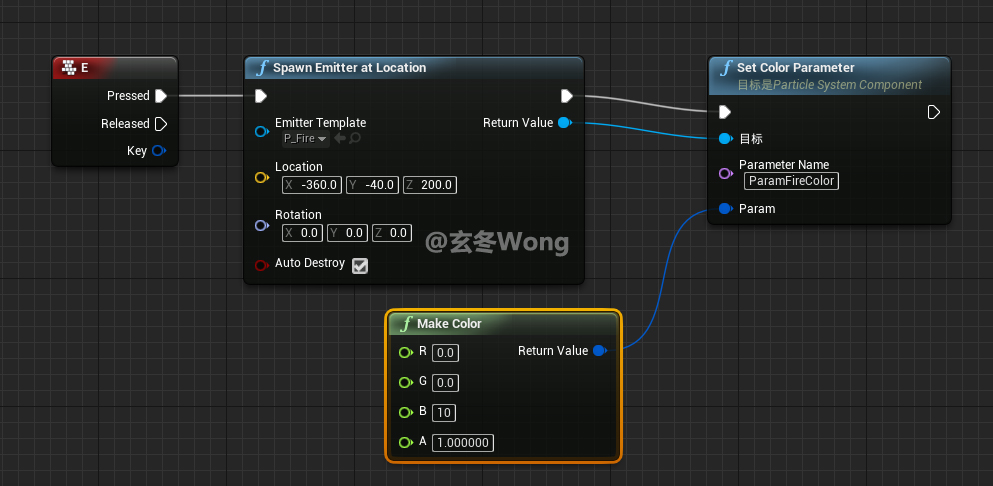 E
Pressed
Released
Key
f Spawn Emitter at Location
Emitter Template
P_Fire
Return Value
Location
X -360.0 Y -40.0 Z 200.0
Rotation
X 0.0 Y 0.0 Z 0.0
Auto Destroy
@玄冬Wong
f Set Color Parameter
目标是Particle System Component
目标
Parameter Name
ParamFireColor
Param
f Make Color
R 0.0 Return Value
G 0.0
B 10
A 1.000000